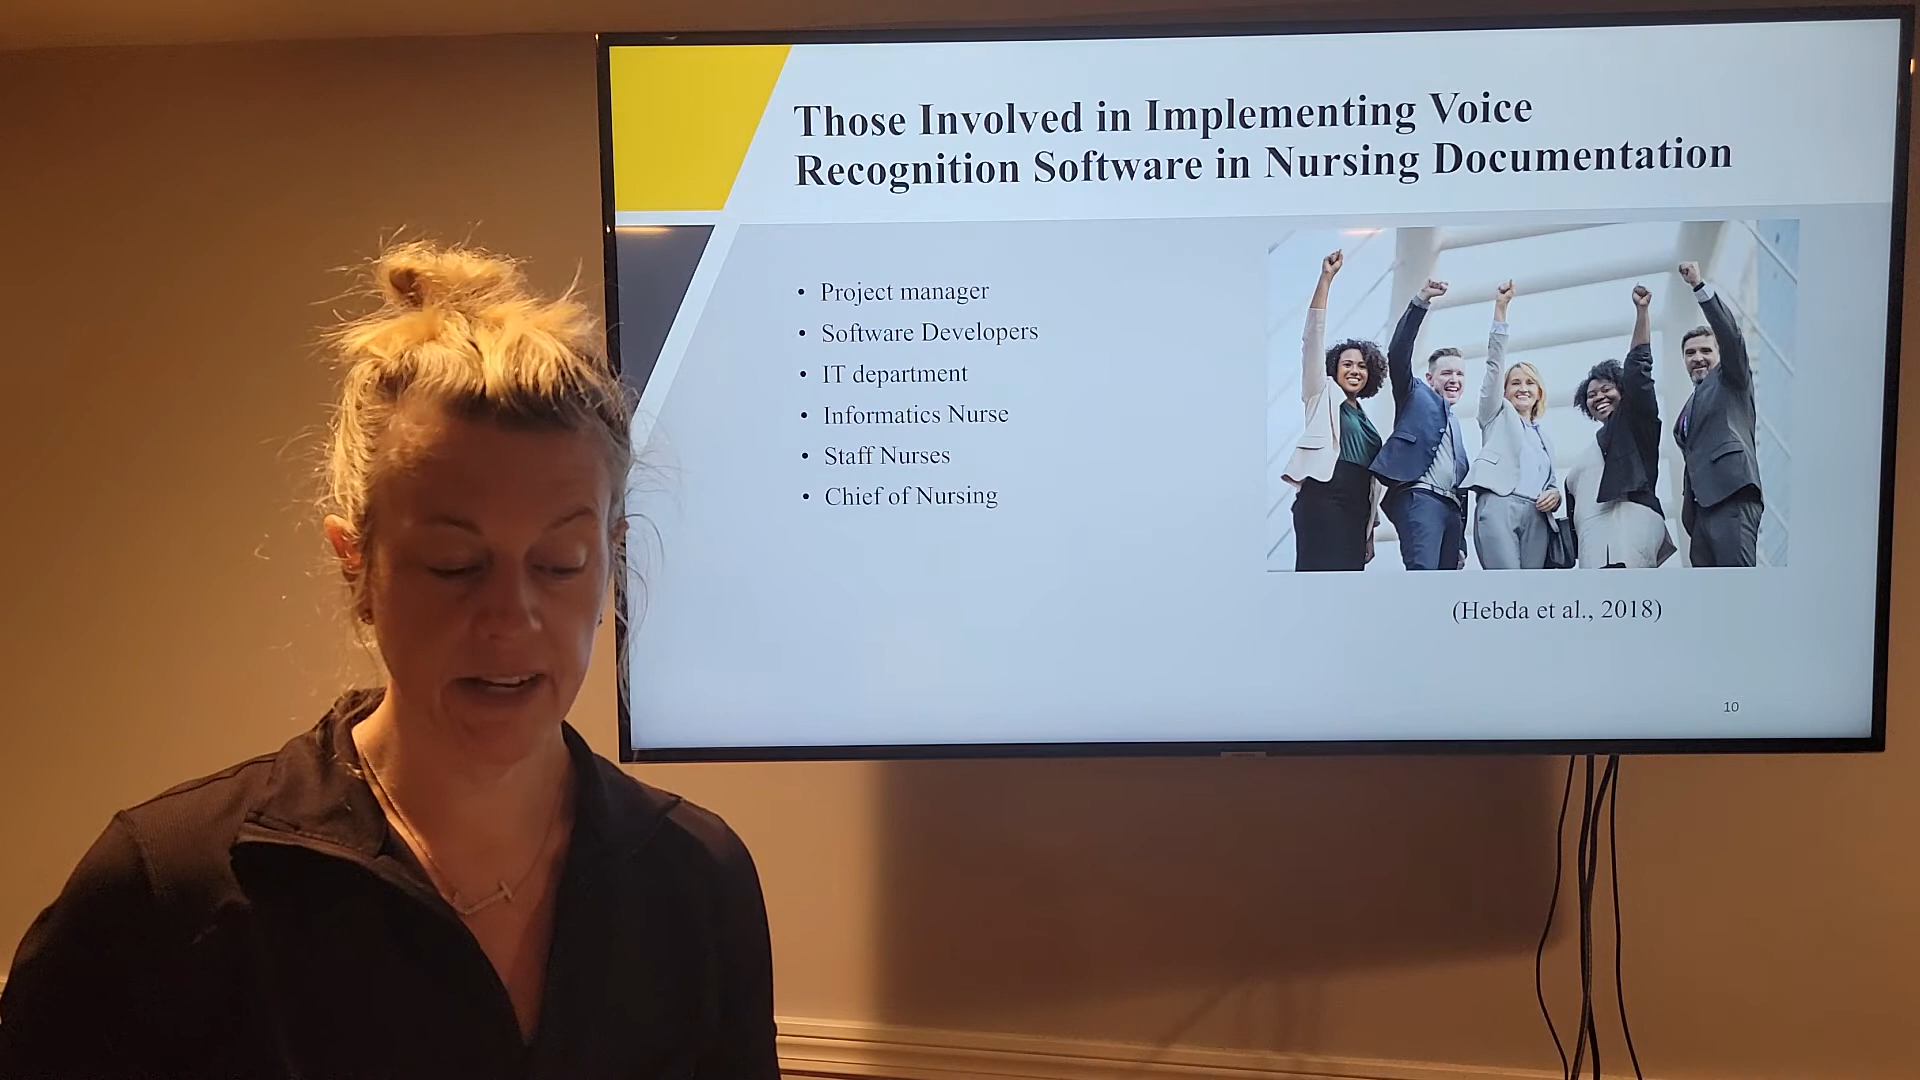 Those Involved in Implementing Voice
Recognition Software in Nursing Documentation
• Project manager
• Software Developers
• IT department
• Informatics Nurse
• Staff Nurses
• Chief of Nursing
(Hebda et al., 2018)
10